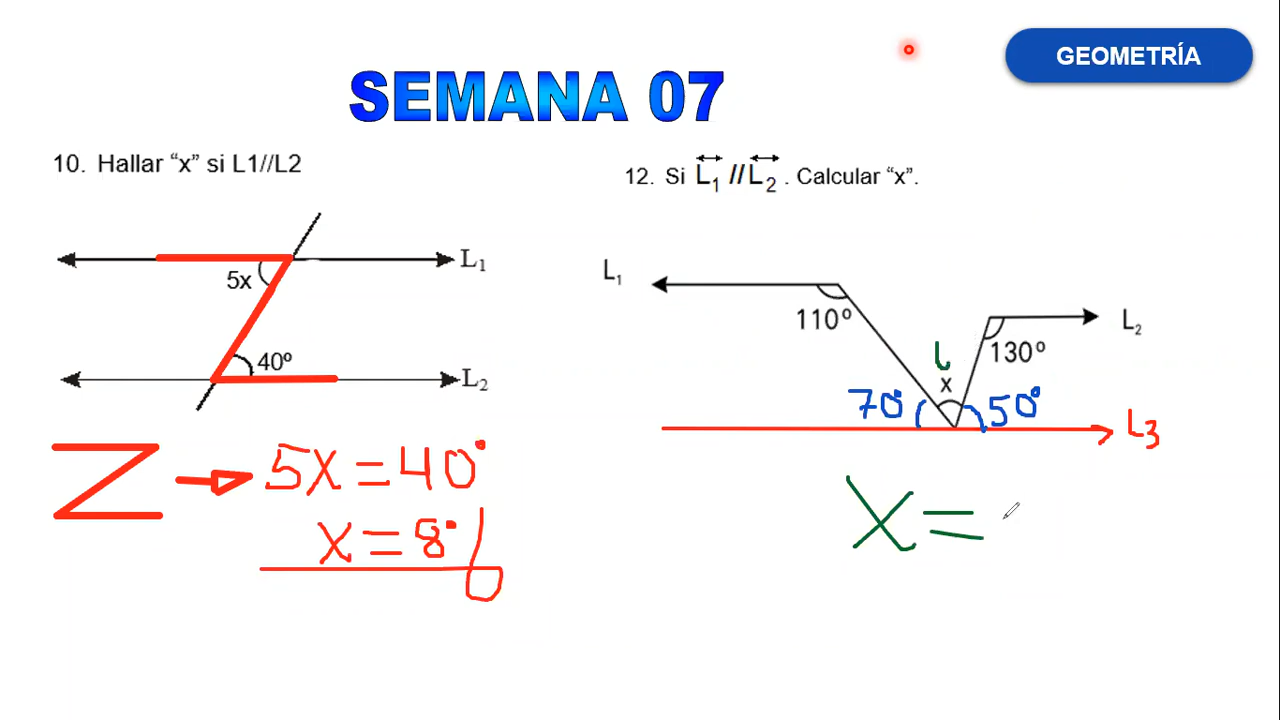 GEOMETRÍA
SEMANA 07
10. Hallar “x” si L1//L2
L₁
5x
40º
L₂
5x = 40°
x = 8°
12. Si L₁ // L₂ . Calcular “x”.
L₁
110º
130º
L₂
x
70°
50°
L3
X =